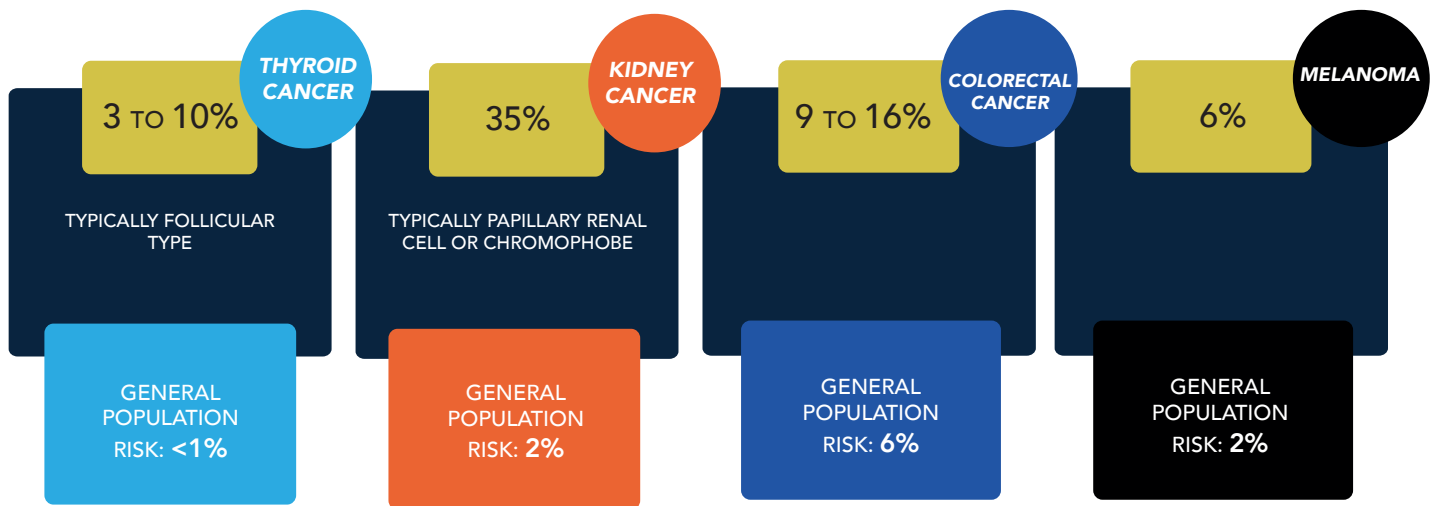 THYROID
CANCER
3 TO 10%
TYPICALLY FOLLICULAR
TYPE
GENERAL
POPULATION
RISK: <1%
KIDNEY
CANCER
35%
TYPICALLY PAPILLARY RENAL
CELL OR CHROMOPHOBE
GENERAL
POPULATION
RISK: 2%
COLORECTAL
CANCER
9 TO 16%
GENERAL
POPULATION
RISK: 6%
MELANOMA
6%
GENERAL
POPULATION
RISK: 2%